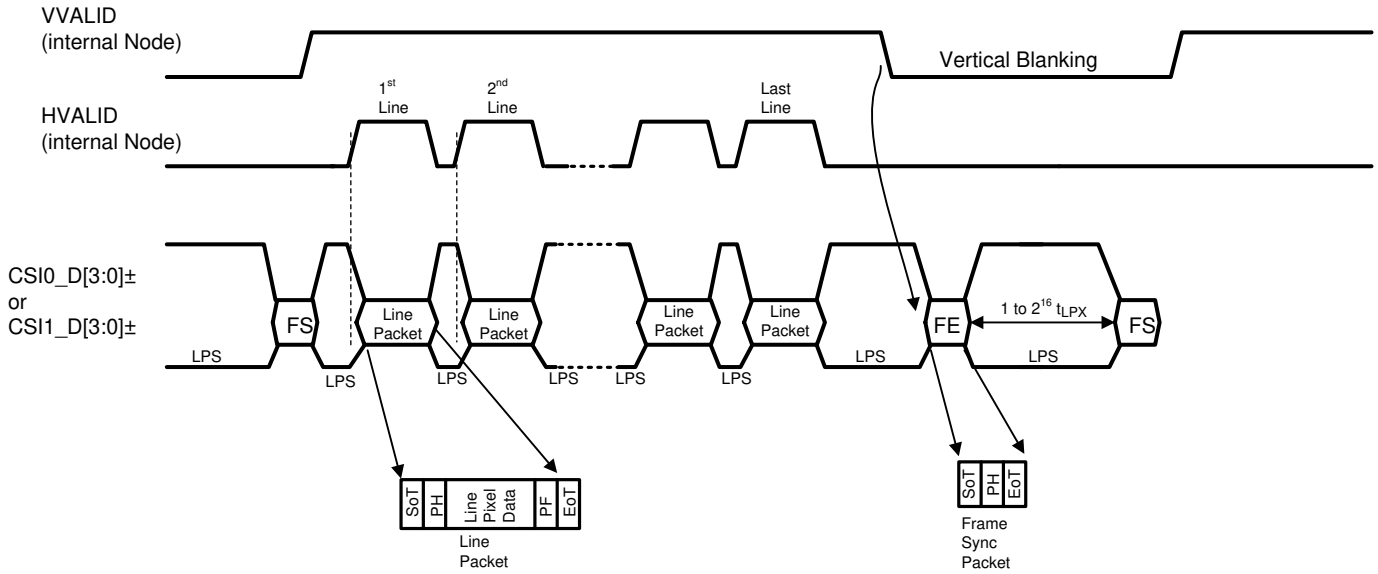 VVALID
(internal Node)
Vertical Blanking
HVALID
(internal Node)
1st
Line
2nd
Line
Last
Line
CSI0_D[3:0]±
or
CSI1_D[3:0]±
FS
Line
Packet
Line
Packet
Line
Packet
Line
Packet
FE
1 to 2^16 tLPX
FS
LPS
LPS
LPS
LPS
LPS
LPS
LPS
LPS
SoT
PH
Line
Pixel
Data
PF
EoT
Line
Packet
SoT
PH
EoT
Frame
Sync
Packet